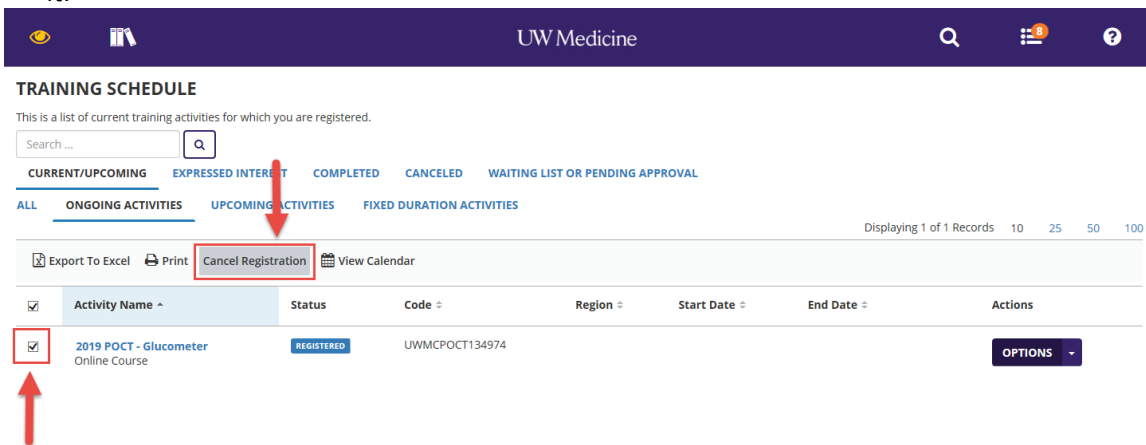 UW Medicine
8
?
TRAINING SCHEDULE
This is a list of current training activities for which you are registered.
Search ...
CURRENT/UPCOMING EXPRESSED INTEREST COMPLETED CANCELED WAITING LIST OR PENDING APPROVAL
ALL ONGOING ACTIVITIES UPCOMING ACTIVITIES FIXED DURATION ACTIVITIES
Displaying 1 of 1 Records 10 25 50 100
Export To Excel Print Cancel Registration View Calendar
Activity Name Status Code Region Start Date End Date Actions
2019 POCT - Glucometer REGISTERED UWMCPOCT134974 OPTIONS
Online Course